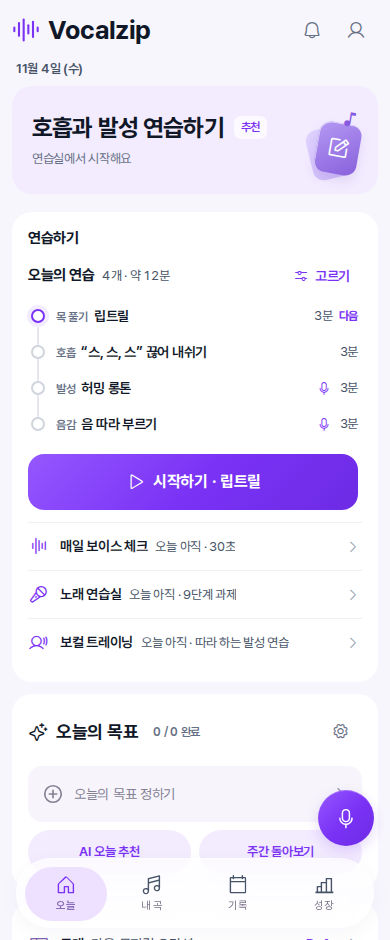 Vocalzip
11월 4일 (수)
호흡과 발성 연습하기 추천
연습실에서 시작해요
연습하기
오늘의 연습 4개 · 약 12분 고르기
목 풀기 립트릴 3분 다음
호흡 “스, 스, 스” 끊어 내쉬기 3분
발성 허밍 롱톤 3분
음감 음 따라 부르기 3분
시작하기 · 립트릴
매일 보이스 체크 오늘 아직 · 30초
노래 연습실 오늘 아직 · 9단계 과제
보컬 트레이닝 오늘 아직 · 따라 하는 발성 연습
오늘의 목표 0 / 0 완료
오늘의 목표 정하기
AI 오늘 추천 주간 돌아보기
오늘 내 곡 기록 성장